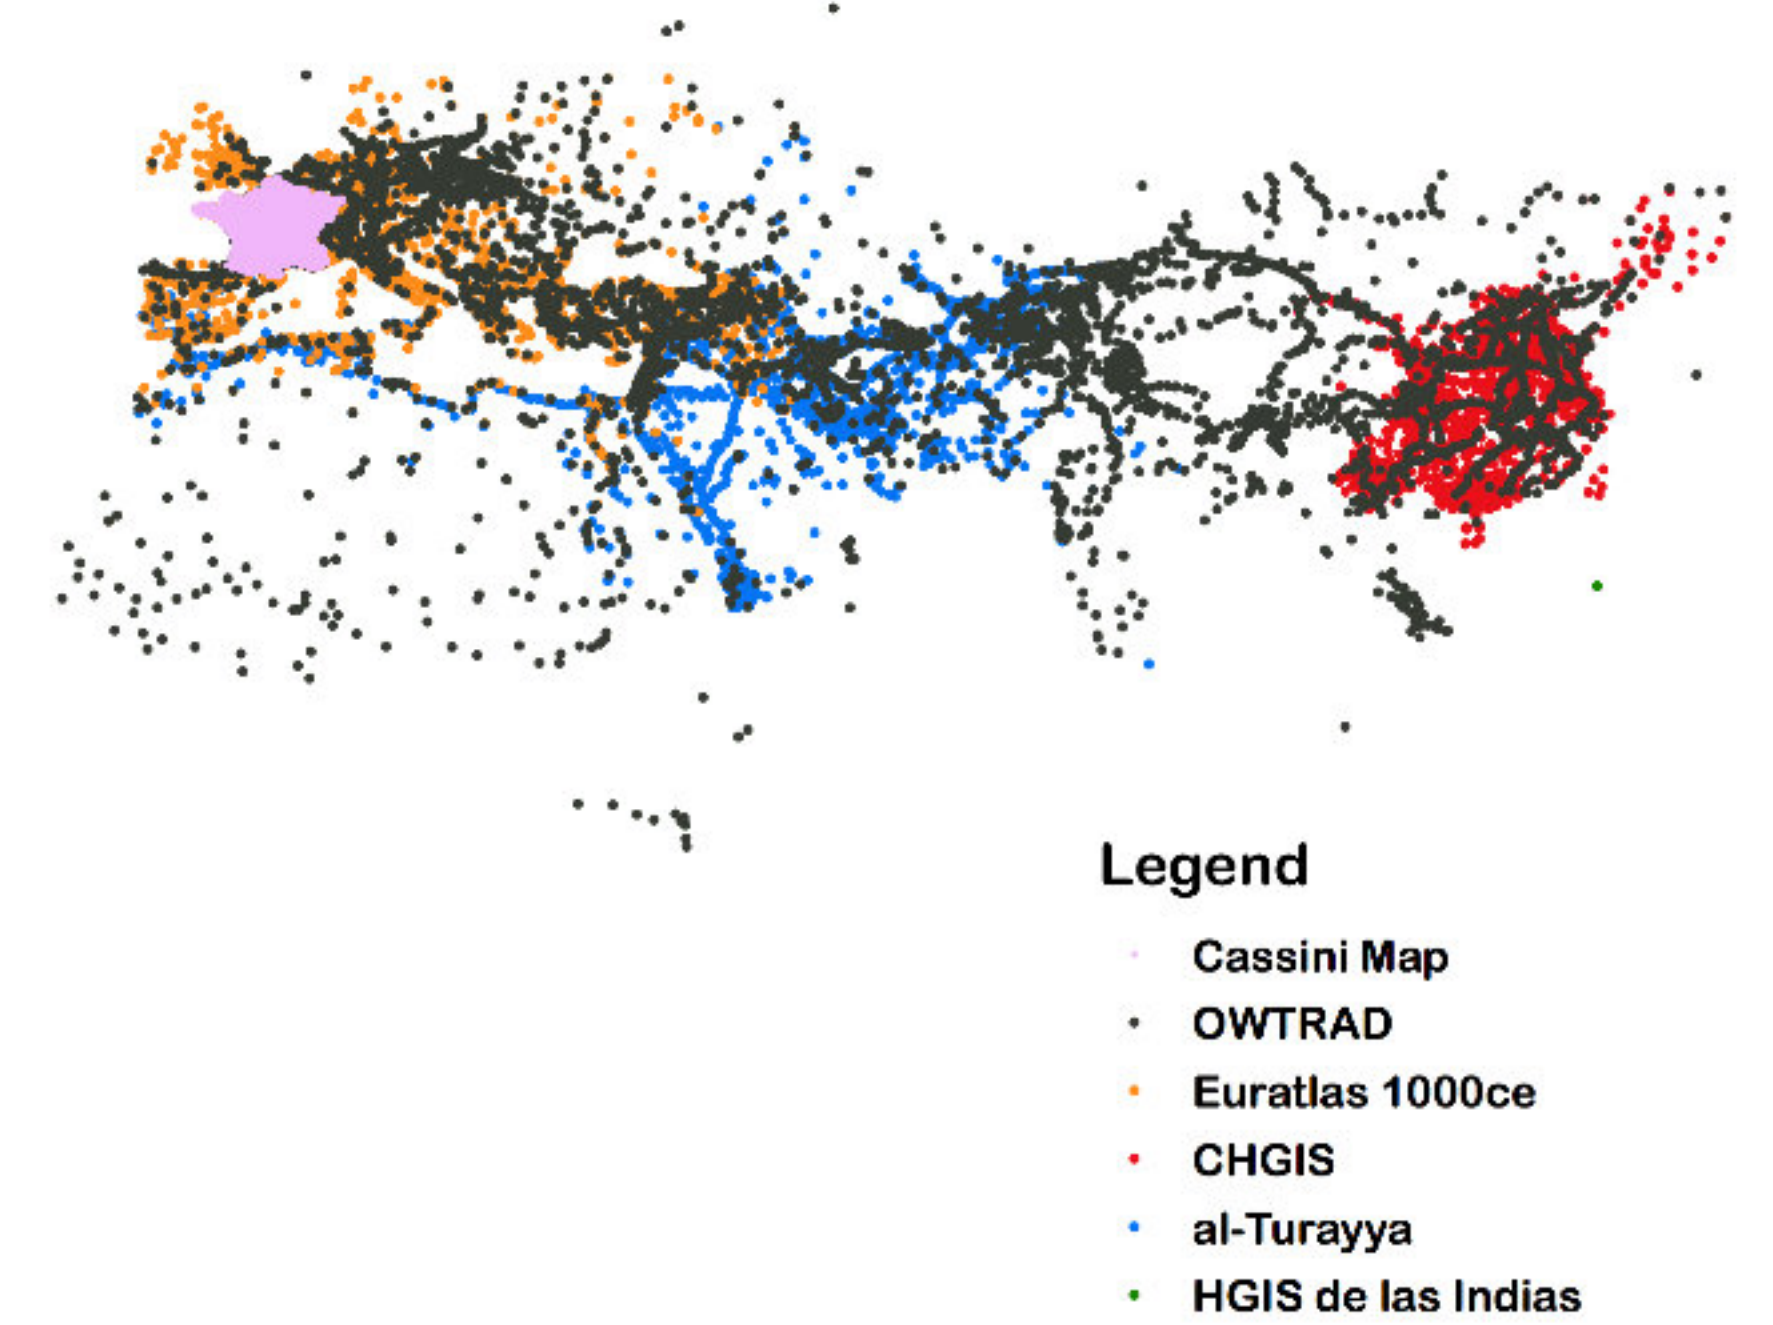 Legend
Cassini Map
OWTRAD
Euratlas 1000ce
CHGIS
al-Turayya
HGIS de las Indias